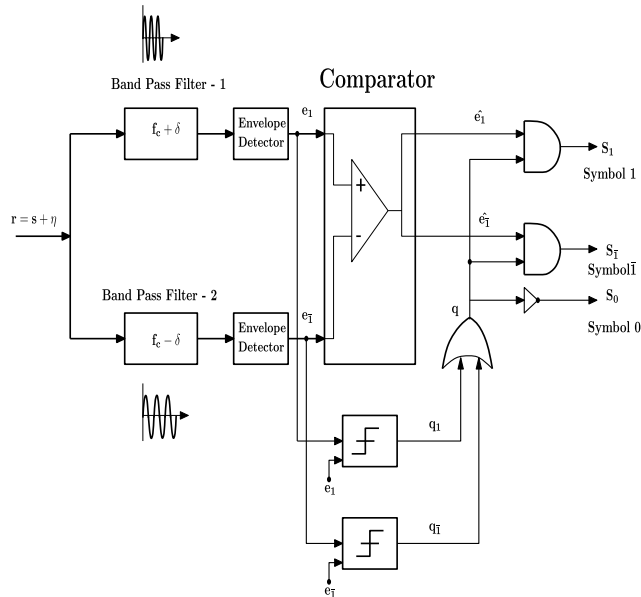 Band Pass Filter - 1
Comparator
f_c + δ
Envelope
Detector
e_1
+
ê_1
S_1
Symbol 1
r = s + η
-
ê_1̄
S_1̄
Symbol1̄
Band Pass Filter - 2
f_c − δ
Envelope
Detector
e_1̄
q
S_0
Symbol 0
q_1
e_1
q_1̄
e_1̄